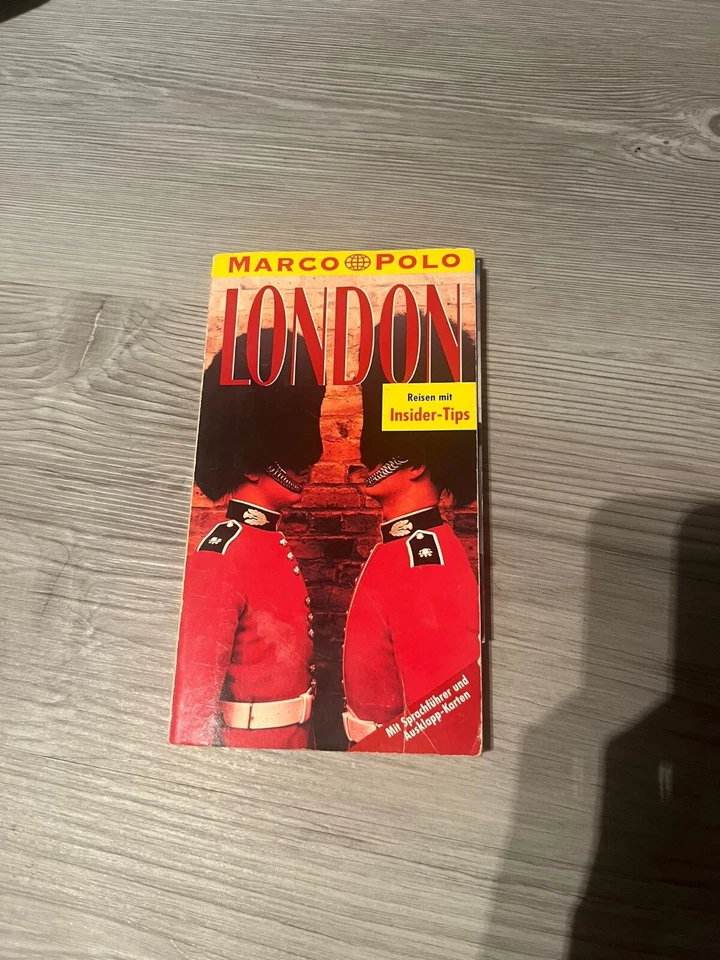 MARCO POLO
LONDON
Reisen mit
Insider-Tips
Mit Sprachführer und
Ausklapp-Karten